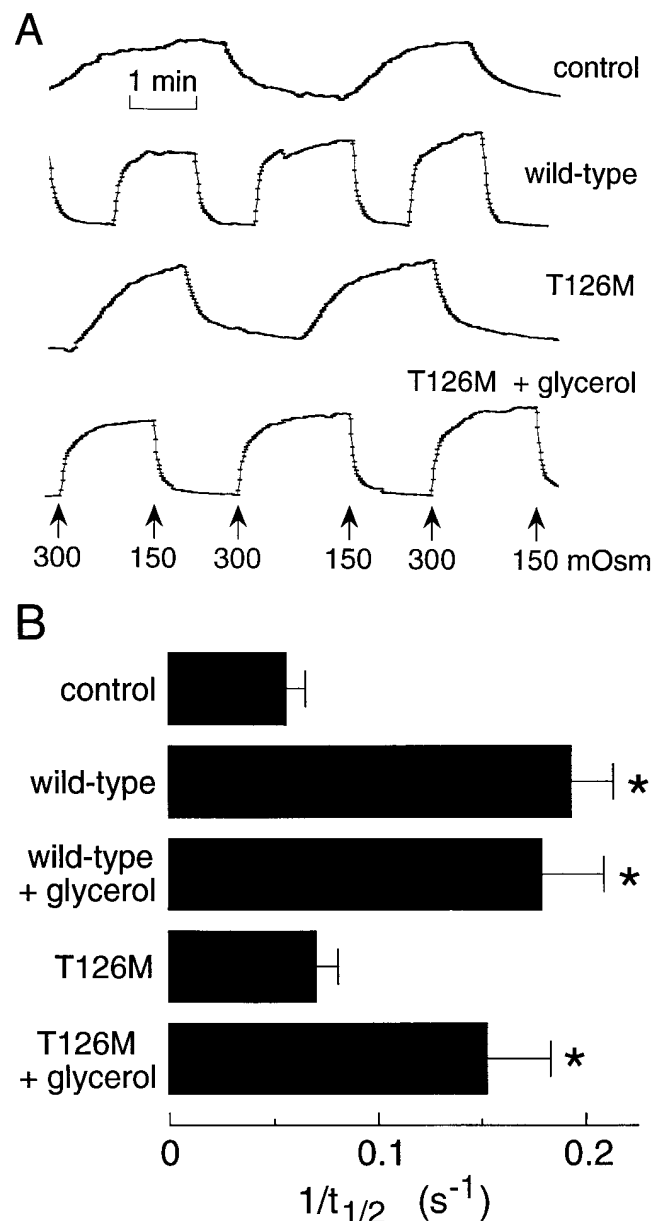 A
control
1 min
wild-type
T126M
T126M + glycerol
300 150 300 150 300 150 mOsm
B
control
wild-type
*
wild-type
+ glycerol
*
T126M
T126M
+ glycerol
*
0 0.1 0.2
1/t1/2 (s-1)